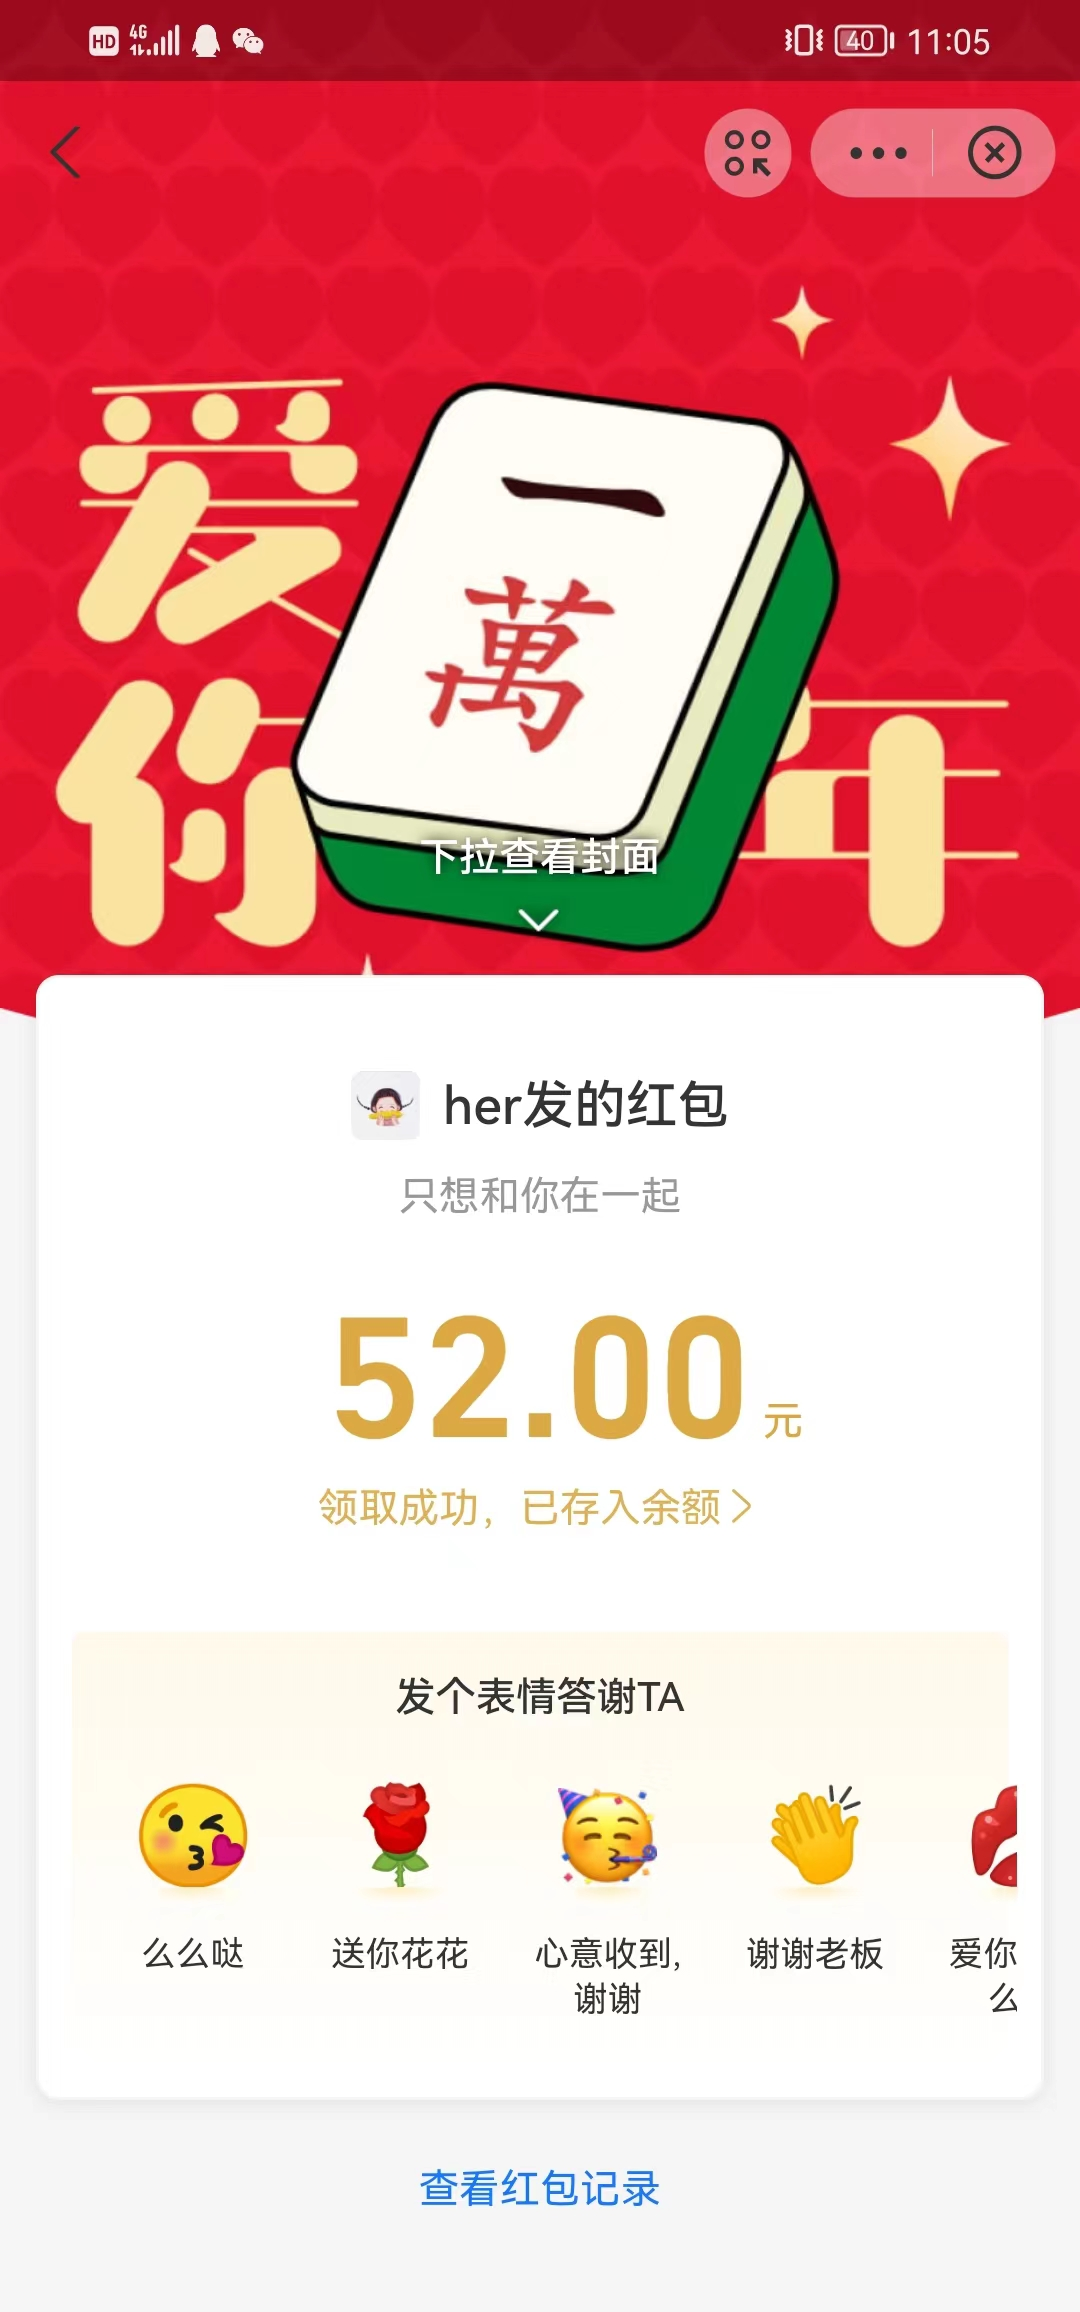 HD 4G 40 11:05
爱
一
萬
你 年
下拉查看封面
her发的红包
只想和你在一起
52.00元
领取成功，已存入余额
发个表情答谢TA
么么哒 送你花花 心意收到, 谢谢老板 爱你
谢谢 么
查看红包记录